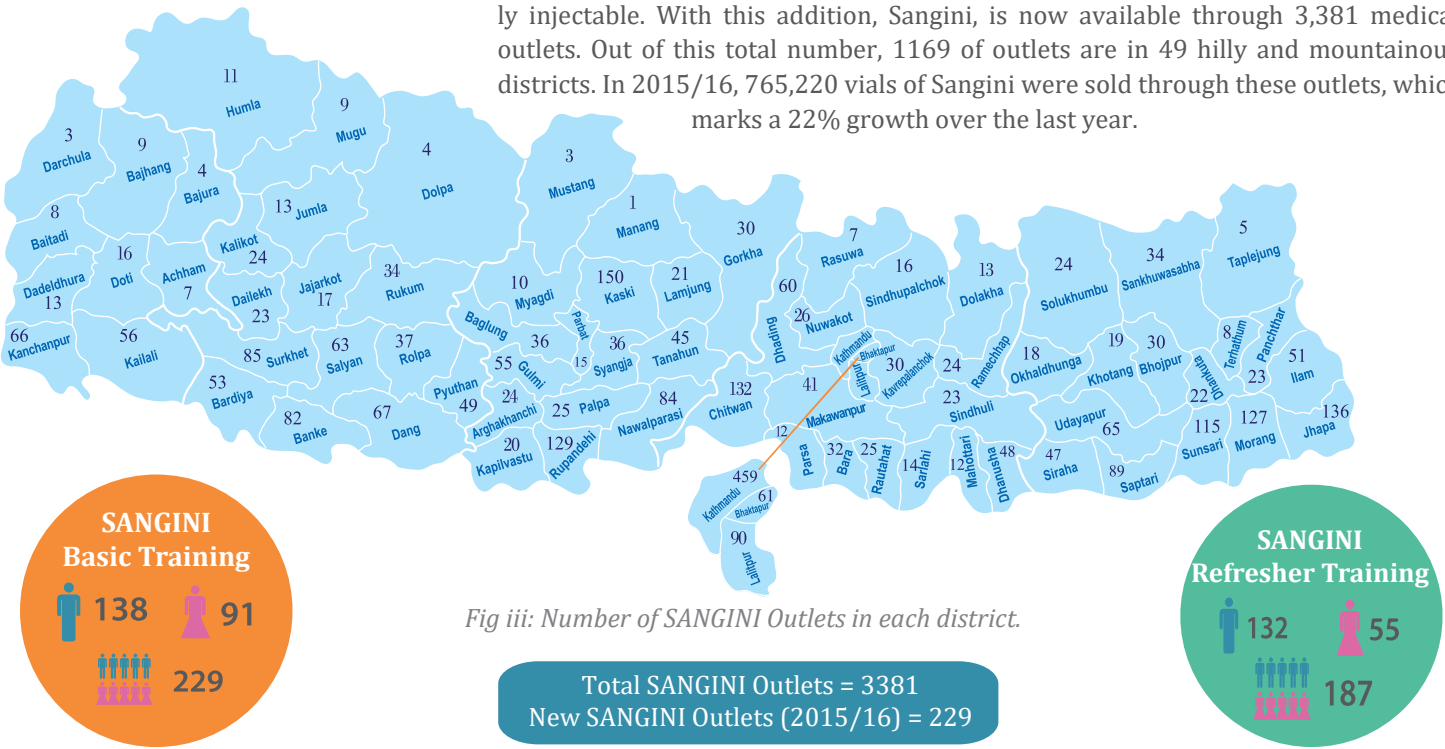 ly injectable. With this addition, Sangini, is now available through 3,381 medica
outlets. Out of this total number, 1169 of outlets are in 49 hilly and mountainou
districts. In 2015/16, 765,220 vials of Sangini were sold through these outlets, whic
marks a 22% growth over the last year.
11
Humla
9
Mugu
3
Darchula
9
Bajhang
4
Bajura
4
Dolpa
3
Mustang
8
Baitadi
13 Jumla
1
Manang
30
Gorkha
7
Rasuwa
5
Taplejung
16
Doti
Achham
7
Kalikot
24
Dadeldhura
13
Dailekh
23
Jajarkot
17
34
Rukum
10
Myagdi
150
Kaski
21
Lamjung
60
Dhading
26
Nuwakot
16
Sindhupalchok
13
Dolakha
24
Solukhumbu
34
Sankhuwasabha
66
Kanchanpur
56
Kailali
85 Surkhet
63
Salyan
37
Rolpa
Baglung
36
Parbat
15
36
Syangja
45
Tanahun
Kathmandu
Bhaktapur
Lalitpur
30
Kavrepalanchok
24
Ramechhap
18
Okhaldhunga
19
Khotang
30
Bhojpur
8
Terhathum
Panchthar
23
Dhankuta
22
51
Ilam
53
Bardiya
82
Banke
67
Dang
Pyuthan
49
55
Gulmi
24
Arghakhanchi
25
Palpa
84
Nawalparasi
132
Chitwan
41
Makawanpur
23
Sindhuli
Udayapur
65
20
Kapilvastu
129
Rupandehi
12
Parsa
32
Bara
25
Rautahat
14
Sarlahi
12
Mahottari
48
Dhanusha
47
Siraha
89
Saptari
115
Sunsari
127
Morang
136
Jhapa
459
Kathmandu
61
Bhaktapur
90
Lalitpur
SANGINI
Basic Training
138
91
229
Fig iii: Number of SANGINI Outlets in each district.
Total SANGINI Outlets = 3381
New SANGINI Outlets (2015/16) = 229
SANGINI
Refresher Training
132
55
187